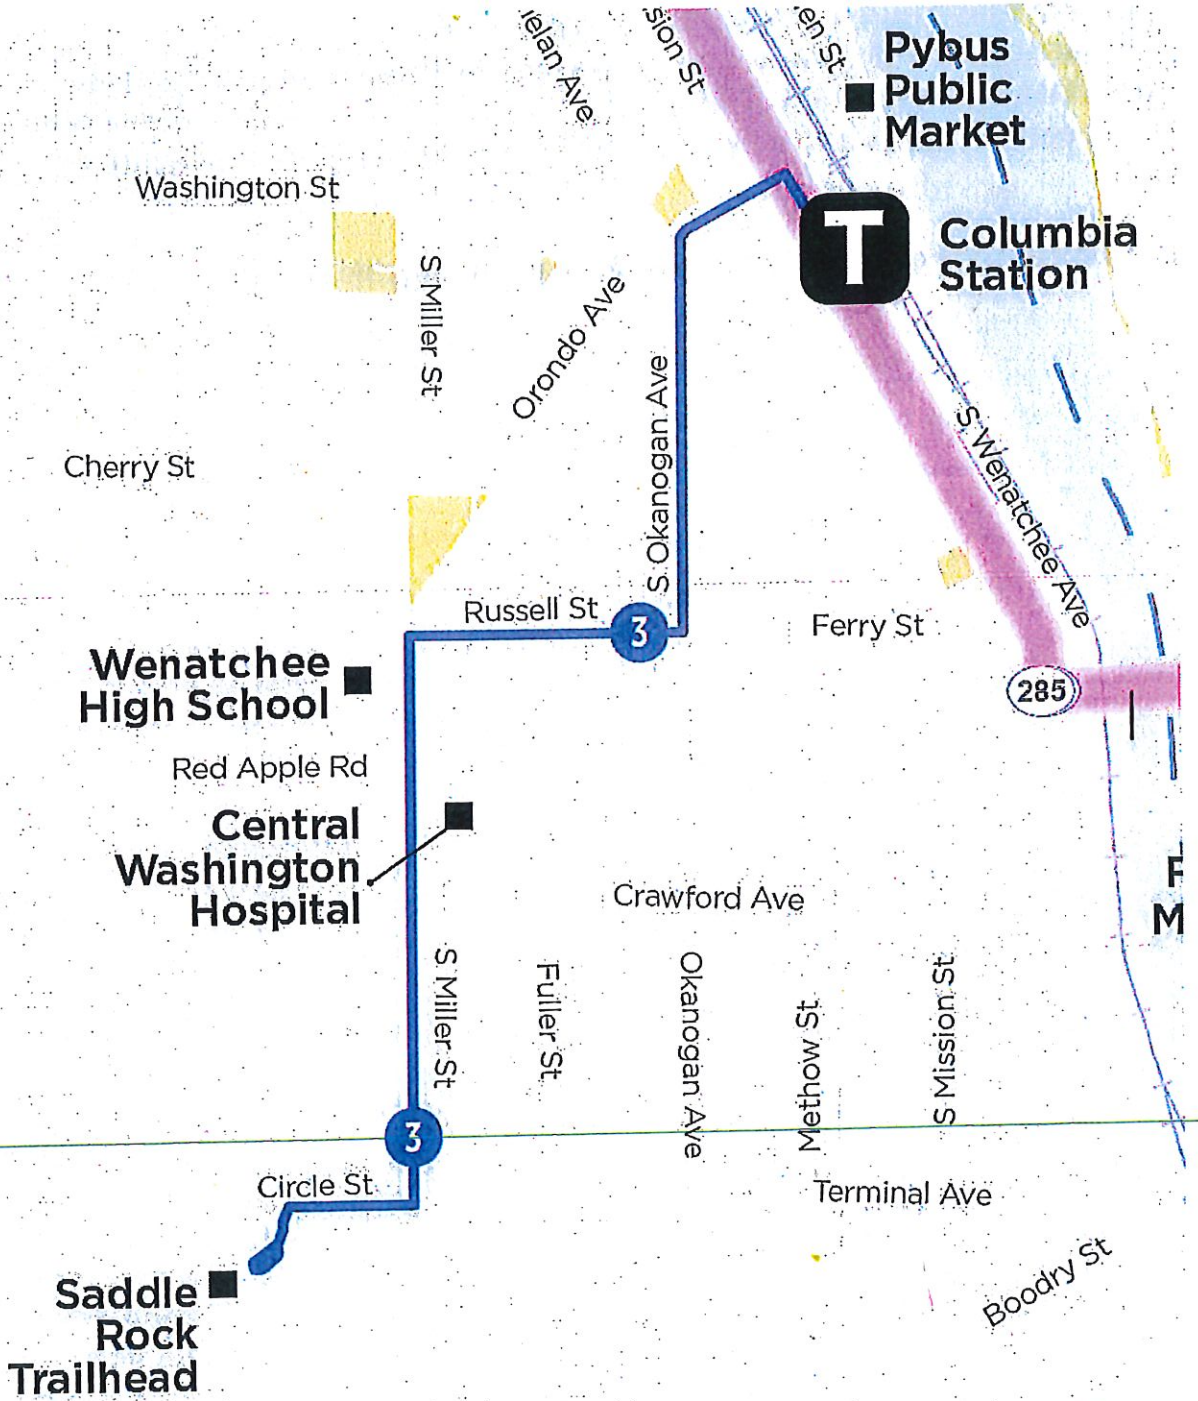 Pybus
Public
Market
Washington St
S Miller St
Orondo Ave
T
Columbia
Station
S Okanogan Ave
S Wenatchee Ave
Cherry St
Russell St
3
Ferry St
285
Wenatchee
High School
Red Apple Rd
Central
Washington
Hospital
Crawford Ave
S Miller St
Fuller St
Okanogan Ave
Methow St
S Mission St
3
Circle St
Terminal Ave
Boodry St
Saddle
Rock
Trailhead